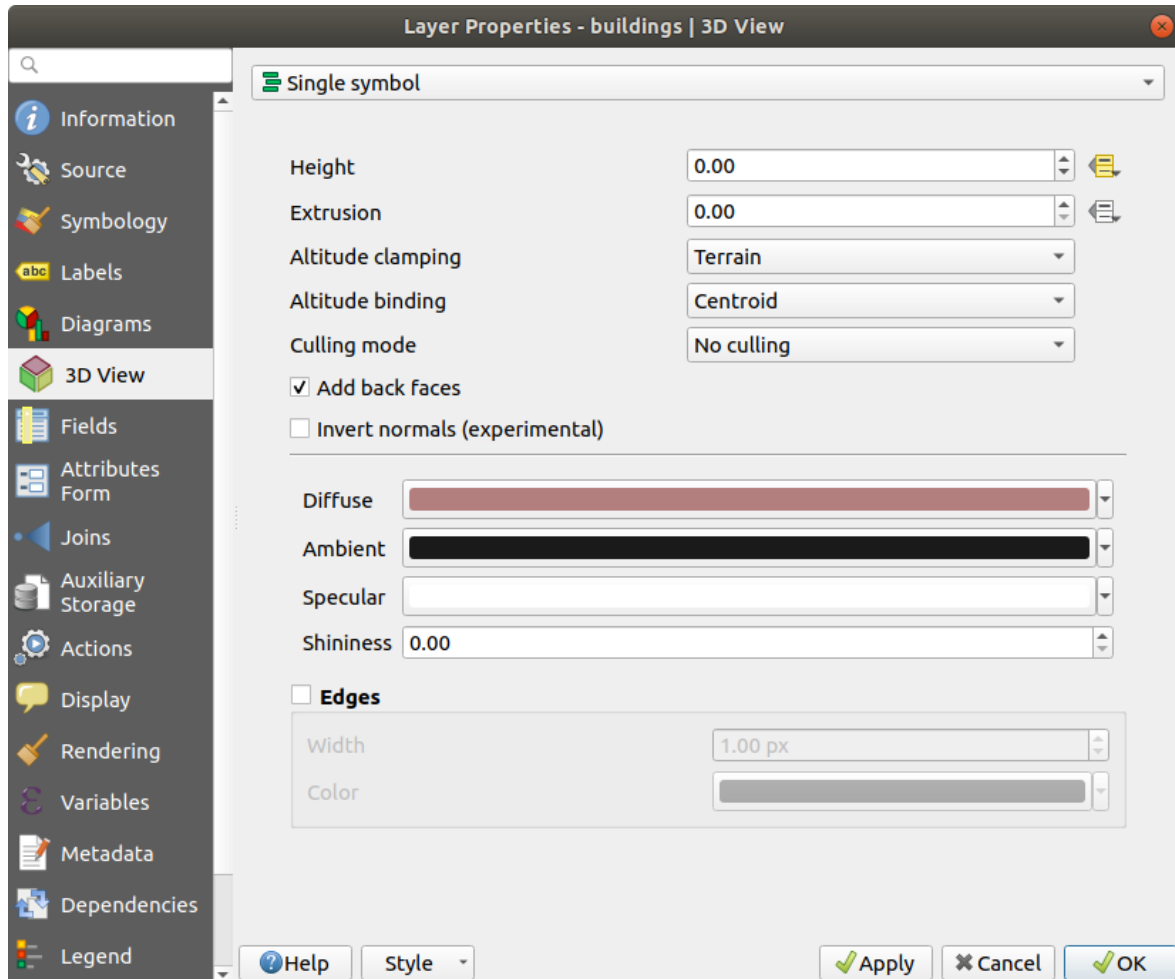 Layer Properties - buildings | 3D View
Information
Source
Symbology
abc Labels
Diagrams
3D View
Fields
Attributes
Form
Joins
Auxiliary
Storage
Actions
Display
Rendering
Variables
Metadata
Dependencies
Legend
Single symbol
Height 0.00
Extrusion 0.00
Altitude clamping Terrain
Altitude binding Centroid
Culling mode No culling
Add back faces
Invert normals (experimental)
Diffuse
Ambient
Specular
Shininess 0.00
Edges
Width 1.00 px
Color
Help Style Apply Cancel OK